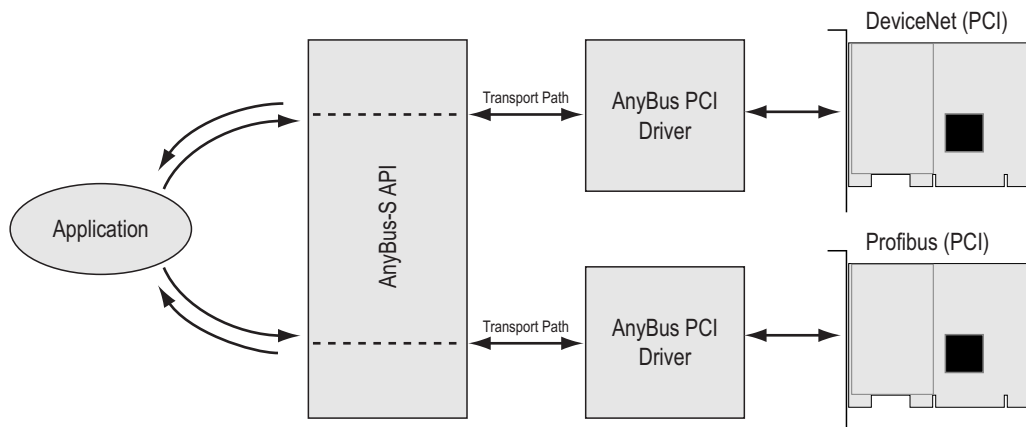 DeviceNet (PCI)
Transport Path
AnyBus PCI
Driver
Application
AnyBus-S API
Profibus (PCI)
Transport Path
AnyBus PCI
Driver